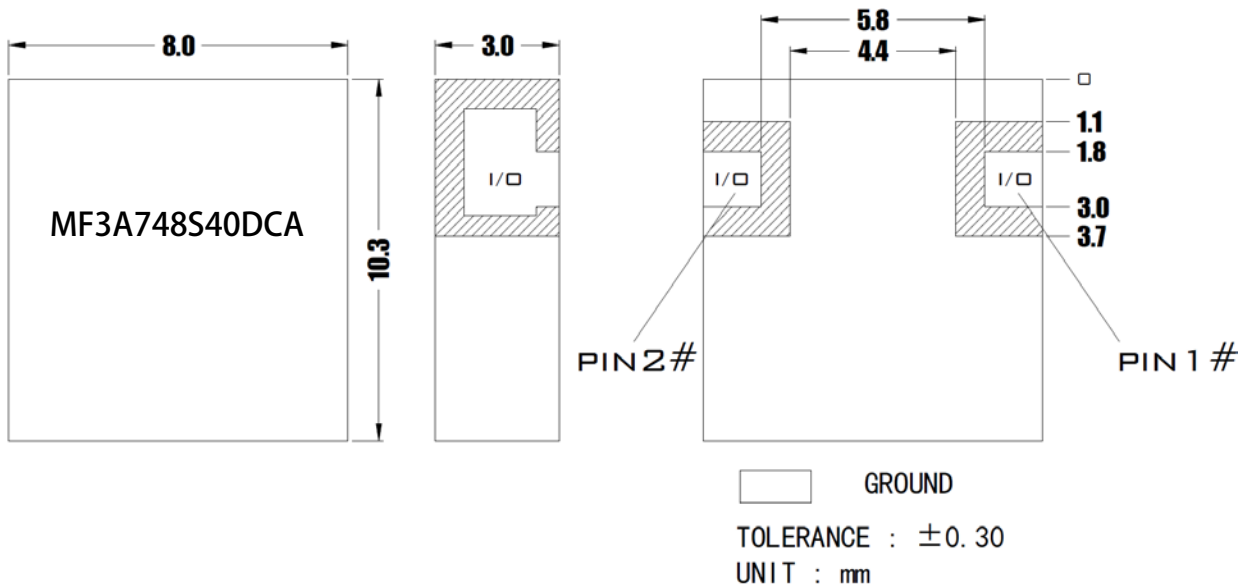 8.0
3.0
5.8
4.4
0
1.1
1.8
I/O
I/O
I/O
3.0
3.7
MF3A748S40DCA
10.3
PIN2#
PIN1#
GROUND
TOLERANCE : ±0.30
UNIT : mm